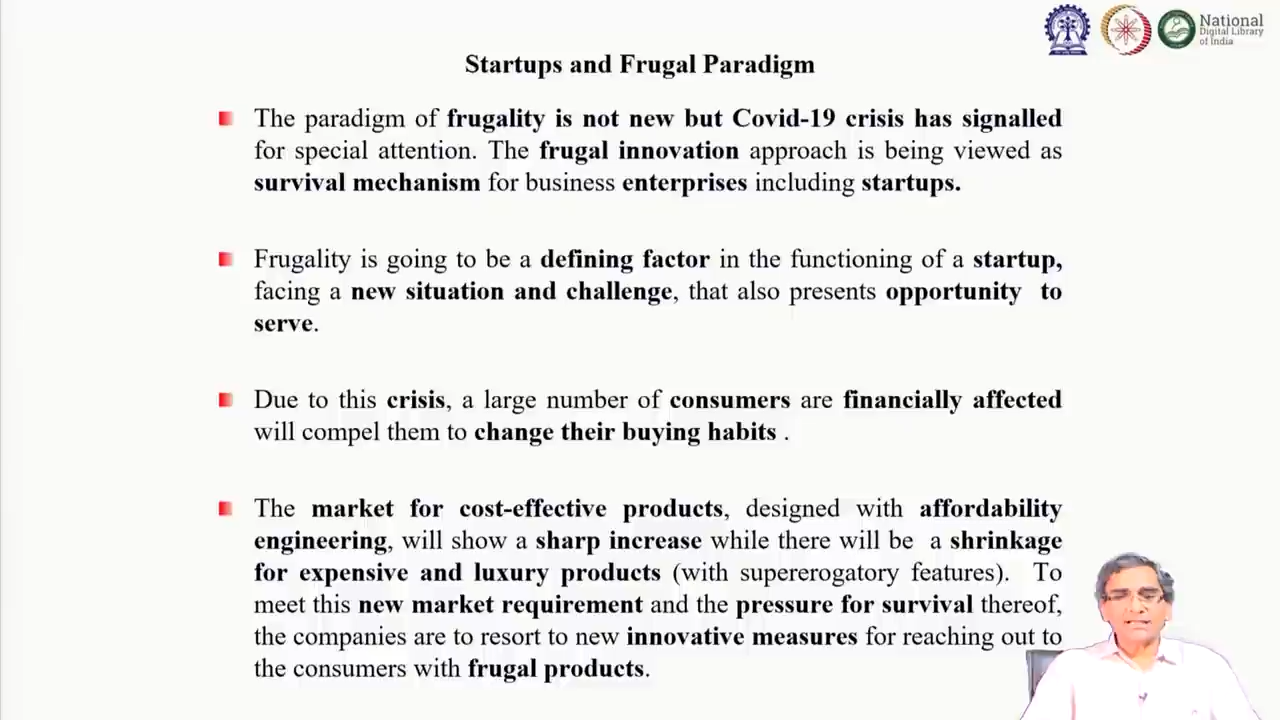 National
Digital Library
of India
Startups and Frugal Paradigm
The paradigm of frugality is not new but Covid-19 crisis has signalled
for special attention. The frugal innovation approach is being viewed as
survival mechanism for business enterprises including startups.
Frugality is going to be a defining factor in the functioning of a startup,
facing a new situation and challenge, that also presents opportunity to
serve.
Due to this crisis, a large number of consumers are financially affected
will compel them to change their buying habits .
The market for cost-effective products, designed with affordability
engineering, will show a sharp increase while there will be a shrinkage
for expensive and luxury products (with supererogatory features). To
meet this new market requirement and the pressure for survival thereof,
the companies are to resort to new innovative measures for reaching out to
the consumers with frugal products.